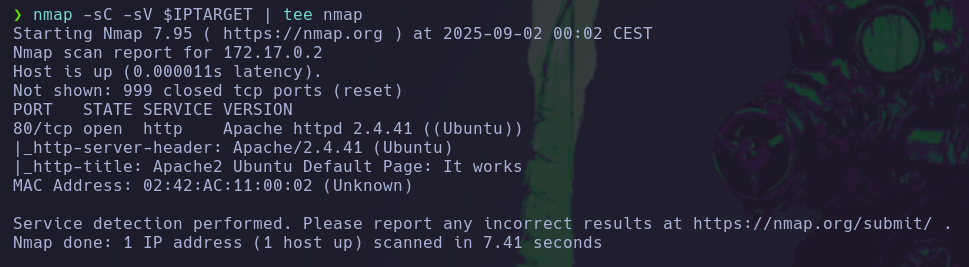 ❯ nmap -sC -sV $IPTARGET | tee nmap
Starting Nmap 7.95 ( https://nmap.org ) at 2025-09-02 00:02 CEST
Nmap scan report for 172.17.0.2
Host is up (0.000011s latency).
Not shown: 999 closed tcp ports (reset)
PORT   STATE SERVICE VERSION
80/tcp open  http    Apache httpd 2.4.41 ((Ubuntu))
|_http-server-header: Apache/2.4.41 (Ubuntu)
|_http-title: Apache2 Ubuntu Default Page: It works
MAC Address: 02:42:AC:11:00:02 (Unknown)

Service detection performed. Please report any incorrect results at https://nmap.org/submit/ .
Nmap done: 1 IP address (1 host up) scanned in 7.41 seconds